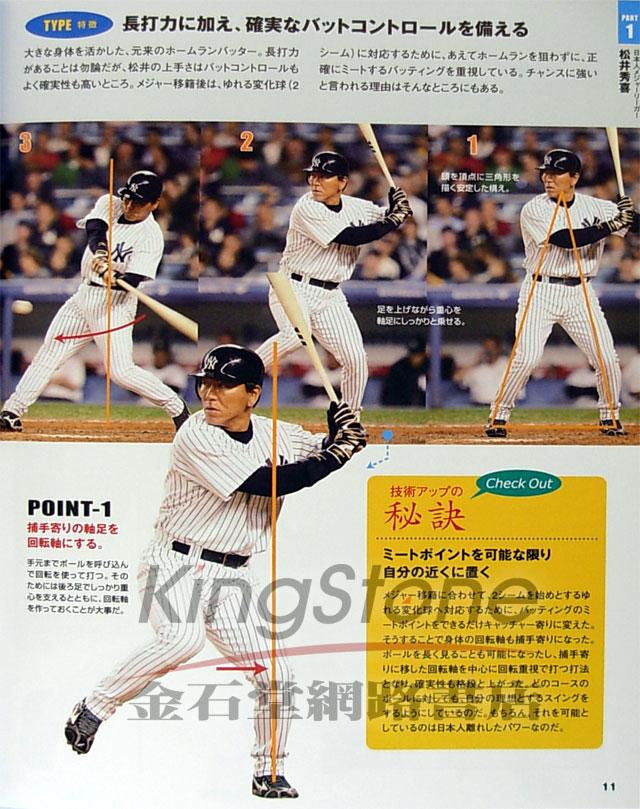 TYPE 特徴
長打力に加え、確実なバットコントロールを備える
大きな身体を活かした、元来のホームランバッター。長打力
があることは勿論だが、松井の上手さはバットコントロールも
よく確実性も高いところ。メジャー移籍後は、ゆれる変化球（2
シーム）に対応するために、あえてホームランを狙わずに、正
確にミートするバッティングを重視している。チャンスに強い
と言われる理由はそんなところにもある。
PART
1
日本人メジャーリーガー
松井秀喜
3
2
1
頭を頂点に三角形を
描く安定した構え。
足を上げながら重心を
軸足にしっかりと乗せる。
POINT-1
捕手寄りの軸足を
回転軸にする。
手元までボールを呼び込ん
で回転を使って打つ。その
ためには後ろ足でしっかり重
心を支えるとともに、回転軸
を作っておくことが大事だ。
Check Out
技術アップの
秘訣
ミートポイントを可能な限り
自分の近くに置く
メジャー移籍に合わせて、2シームを始めとするゆ
れる変化球へ対応するために、バッティングのミ
ートポイントをできるだけキャッチャー寄りに変えた。
そうすることで身体の回転軸も捕手寄りになった。
ボールを長く見ることも可能になったし、捕手寄
りに移した回転軸を中心に回転重視で打つ打法
となり、確実性も格段と上がった。どのコースの
ボールに対しても、自分の理想とするスイングを
するようにしているのだ。もちろん、それを可能と
しているのは日本人離れしたパワーなのだ。
KingStone
金石堂網路書店
11